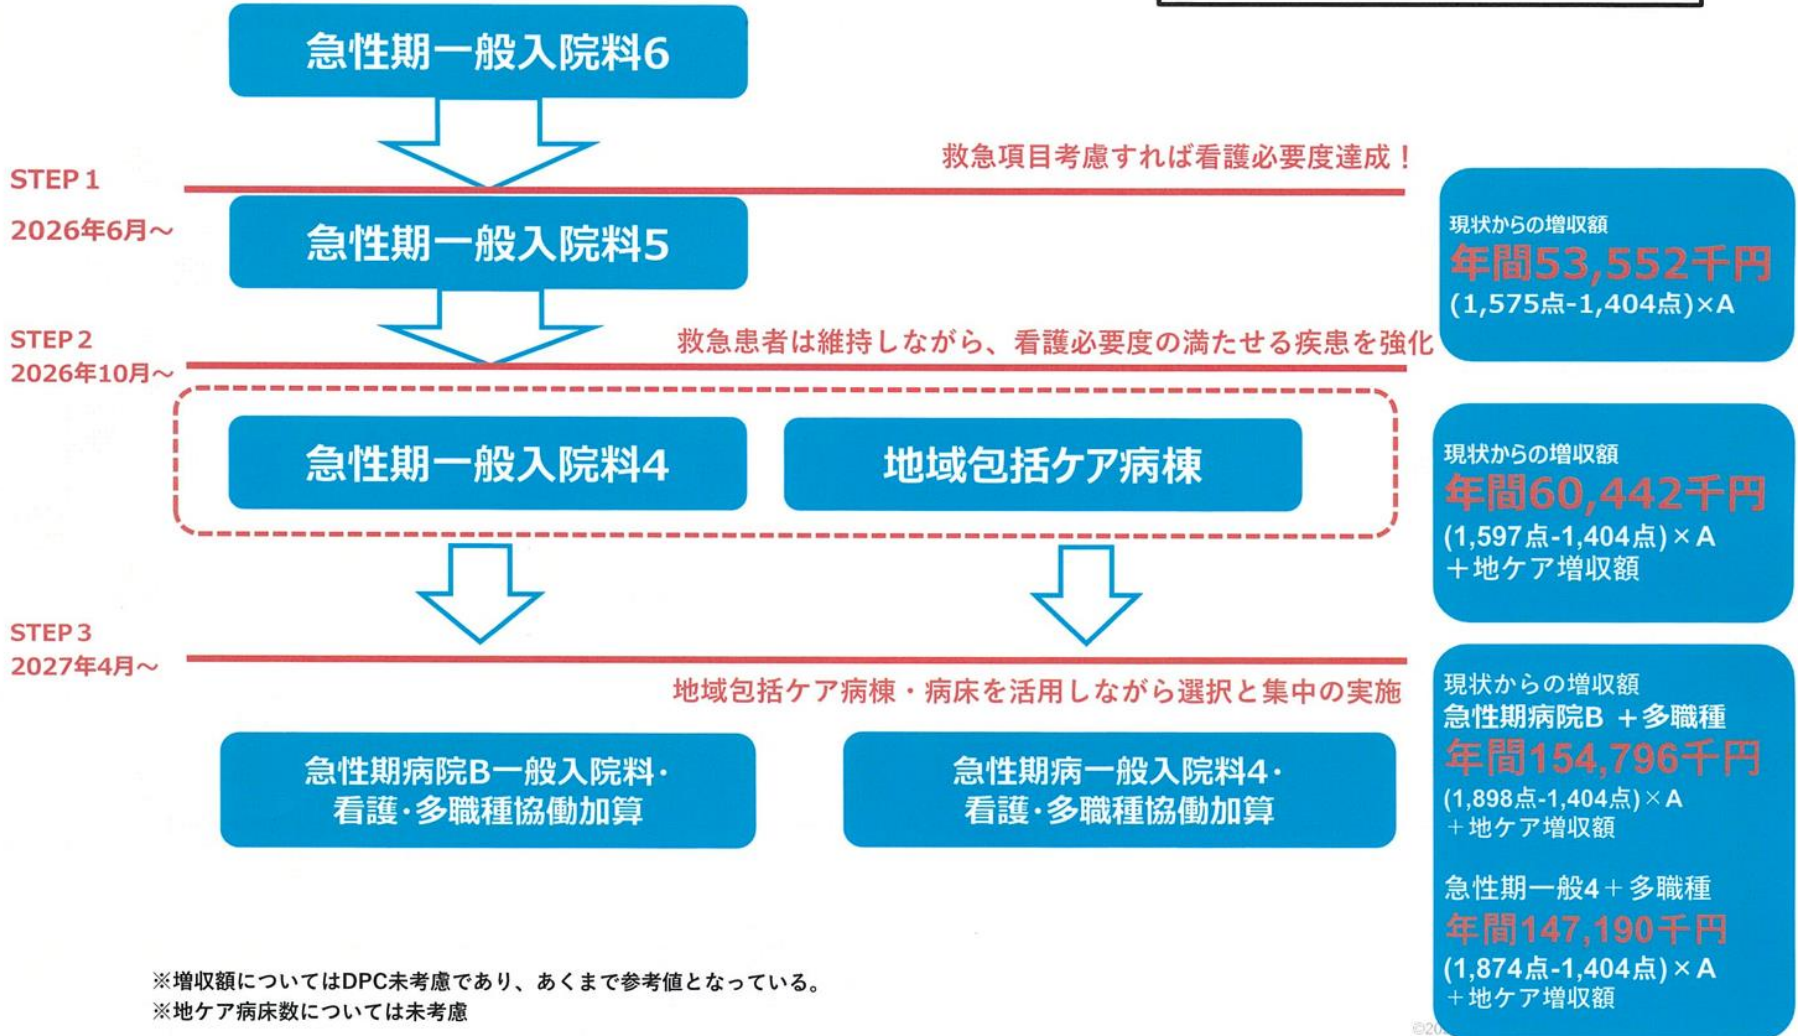 急性期一般入院料6
救急項目考慮すれば看護必要度達成！
STEP 1
2026年6月～
急性期一般入院料5
現状からの増収額
年間53,552千円
(1,575点-1,404点)×A
STEP 2
2026年10月～
救急患者は維持しながら、看護必要度の満たせる疾患を強化
急性期一般入院料4
地域包括ケア病棟
現状からの増収額
年間60,442千円
(1,597点-1,404点)×A
＋地ケア増収額
STEP 3
2027年4月～
地域包括ケア病棟・病床を活用しながら選択と集中の実施
急性期病院B一般入院料・
看護・多職種協働加算
急性期病一般入院料4・
看護・多職種協働加算
現状からの増収額
急性期病院B ＋多職種
年間154,796千円
(1,898点-1,404点)×A
＋地ケア増収額
急性期一般4＋多職種
年間147,190千円
(1,874点-1,404点)×A
＋地ケア増収額
※増収額についてはDPC未考慮であり、あくまで参考値となっている。
※地ケア病床数については未考慮